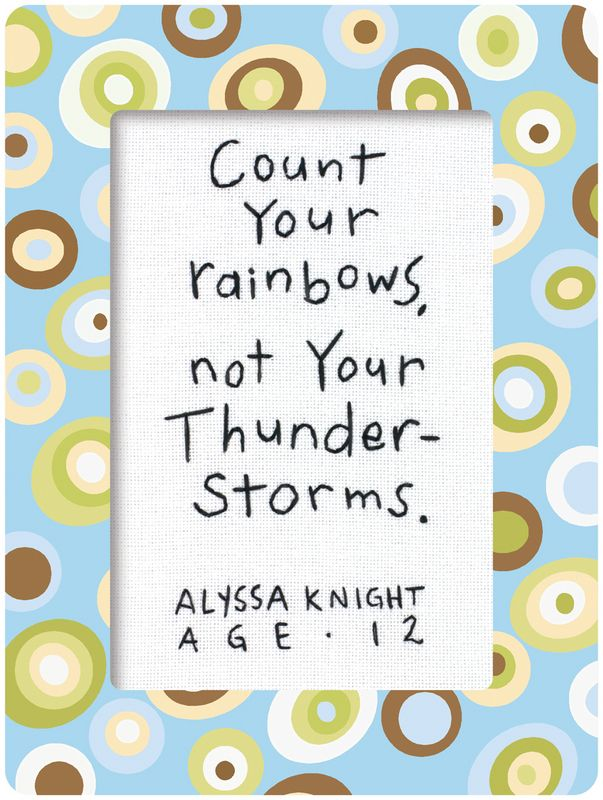 Count
Your
rainbows,
not Your
Thunder-
Storms.
ALYSSA KNIGHT
AGE · 12